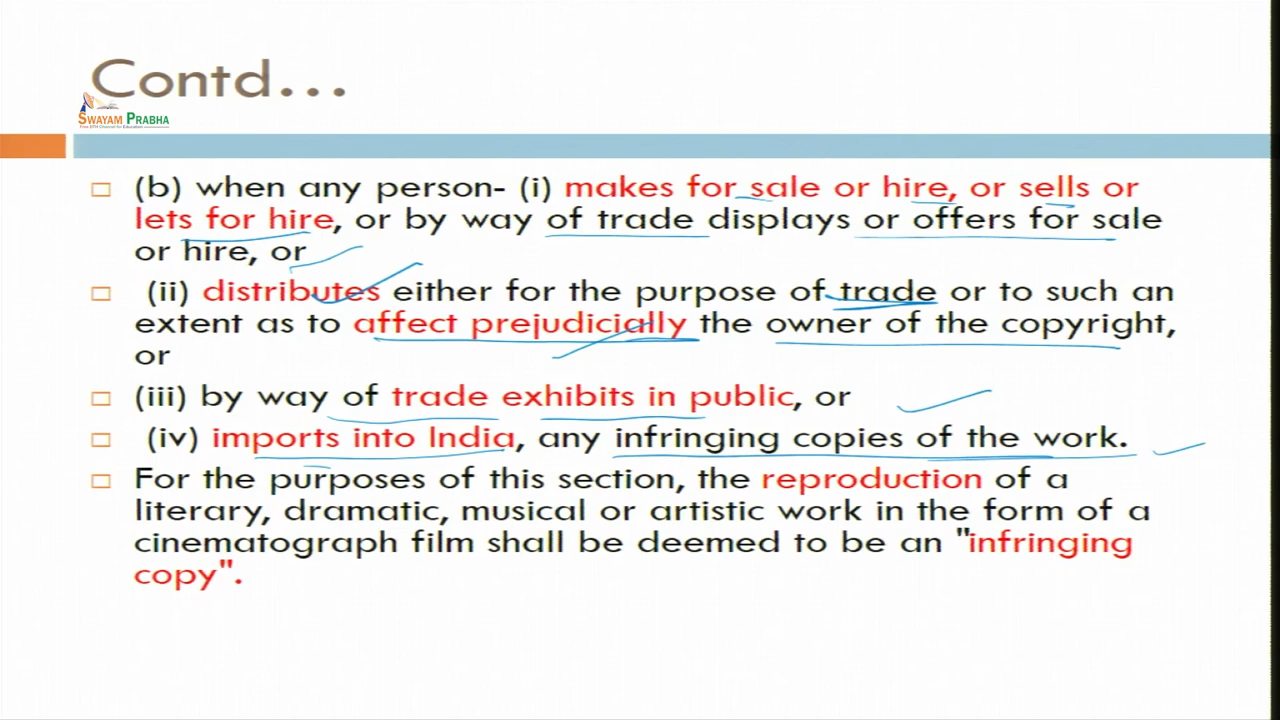 Contd...
SWAYAM PRABHA
Free DTH Channel for Education
(b) when any person- (i) makes for sale or hire, or sells or
lets for hire, or by way of trade displays or offers for sale
or hire, or
(ii) distributes either for the purpose of trade or to such an
extent as to affect prejudicially the owner of the copyright,
or
(iii) by way of trade exhibits in public, or
(iv) imports into India, any infringing copies of the work.
For the purposes of this section, the reproduction of a
literary, dramatic, musical or artistic work in the form of a
cinematograph film shall be deemed to be an "infringing
copy".